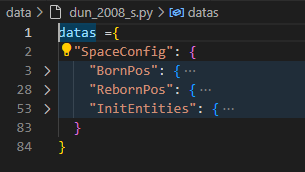 data > dun_2008_s.py > datas
1 datas ={
2 "SpaceConfig": {
3 > "BornPos": { ···
28 > "RebornPos": { ···
53 > "InitEntities": { ···
83 }
84 }